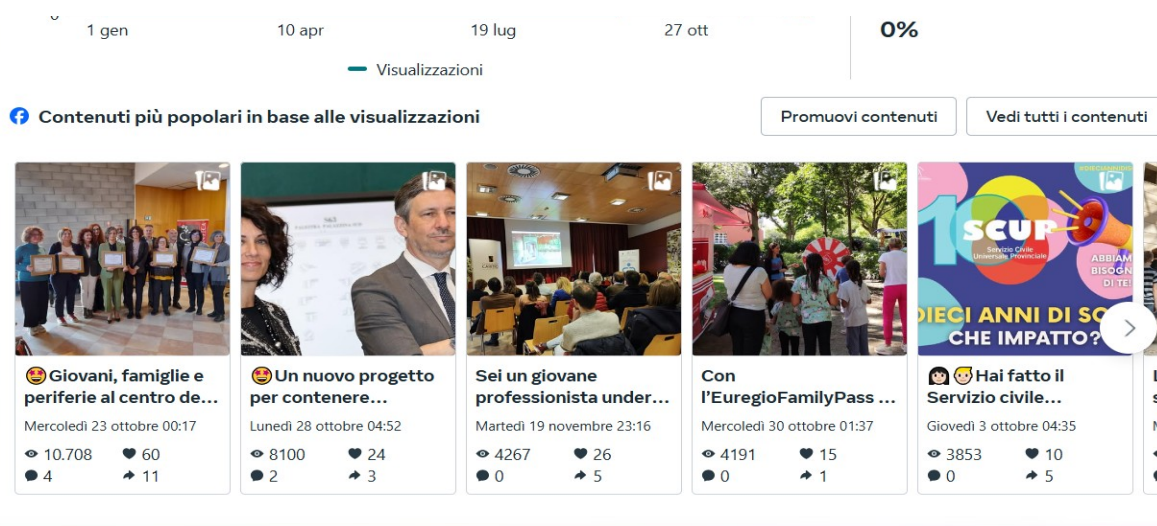 0
1 gen 10 apr 19 lug 27 ott
0%
Visualizzazioni
Contenuti più popolari in base alle visualizzazioni
Promuovi contenuti
Vedi tutti i contenuti
SCUP
Servizio Civile
Universale Provinciale
ABBIAM
BISOGN
DI TE!
DIECI ANNI DI SC
CHE IMPATTO?
Giovani, famiglie e
periferie al centro de...
Mercoledì 23 ottobre 00:17
10.708 60
4 11
Un nuovo progetto
per contenere...
Lunedì 28 ottobre 04:52
8100 24
2 3
Sei un giovane
professionista under...
Martedì 19 novembre 23:16
4267 26
0 5
Con
l'EuregioFamilyPass ...
Mercoledì 30 ottobre 01:37
4191 15
0 1
Hai fatto il
Servizio civile...
Giovedì 3 ottobre 04:35
3853 10
0 5